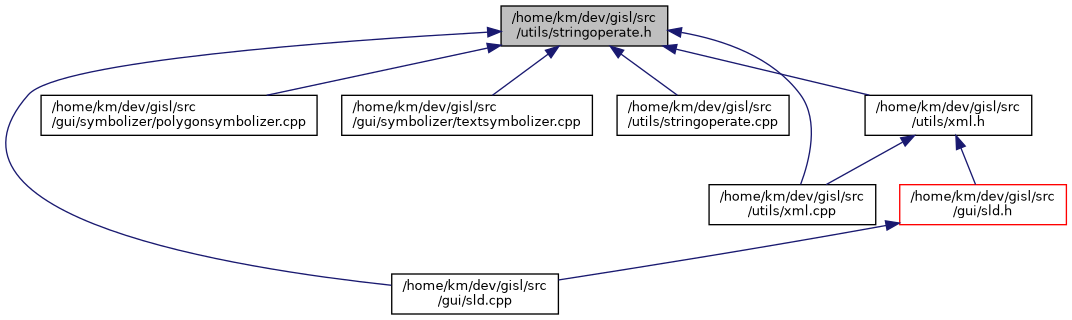 /home/km/dev/gisl/src
/utils/stringoperate.h
/home/km/dev/gisl/src
/gui/symbolizer/polygonsymbolizer.cpp
/home/km/dev/gisl/src
/gui/symbolizer/textsymbolizer.cpp
/home/km/dev/gisl/src
/utils/stringoperate.cpp
/home/km/dev/gisl/src
/utils/xml.h
/home/km/dev/gisl/src
/utils/xml.cpp
/home/km/dev/gisl/src
/gui/sld.h
/home/km/dev/gisl/src
/gui/sld.cpp